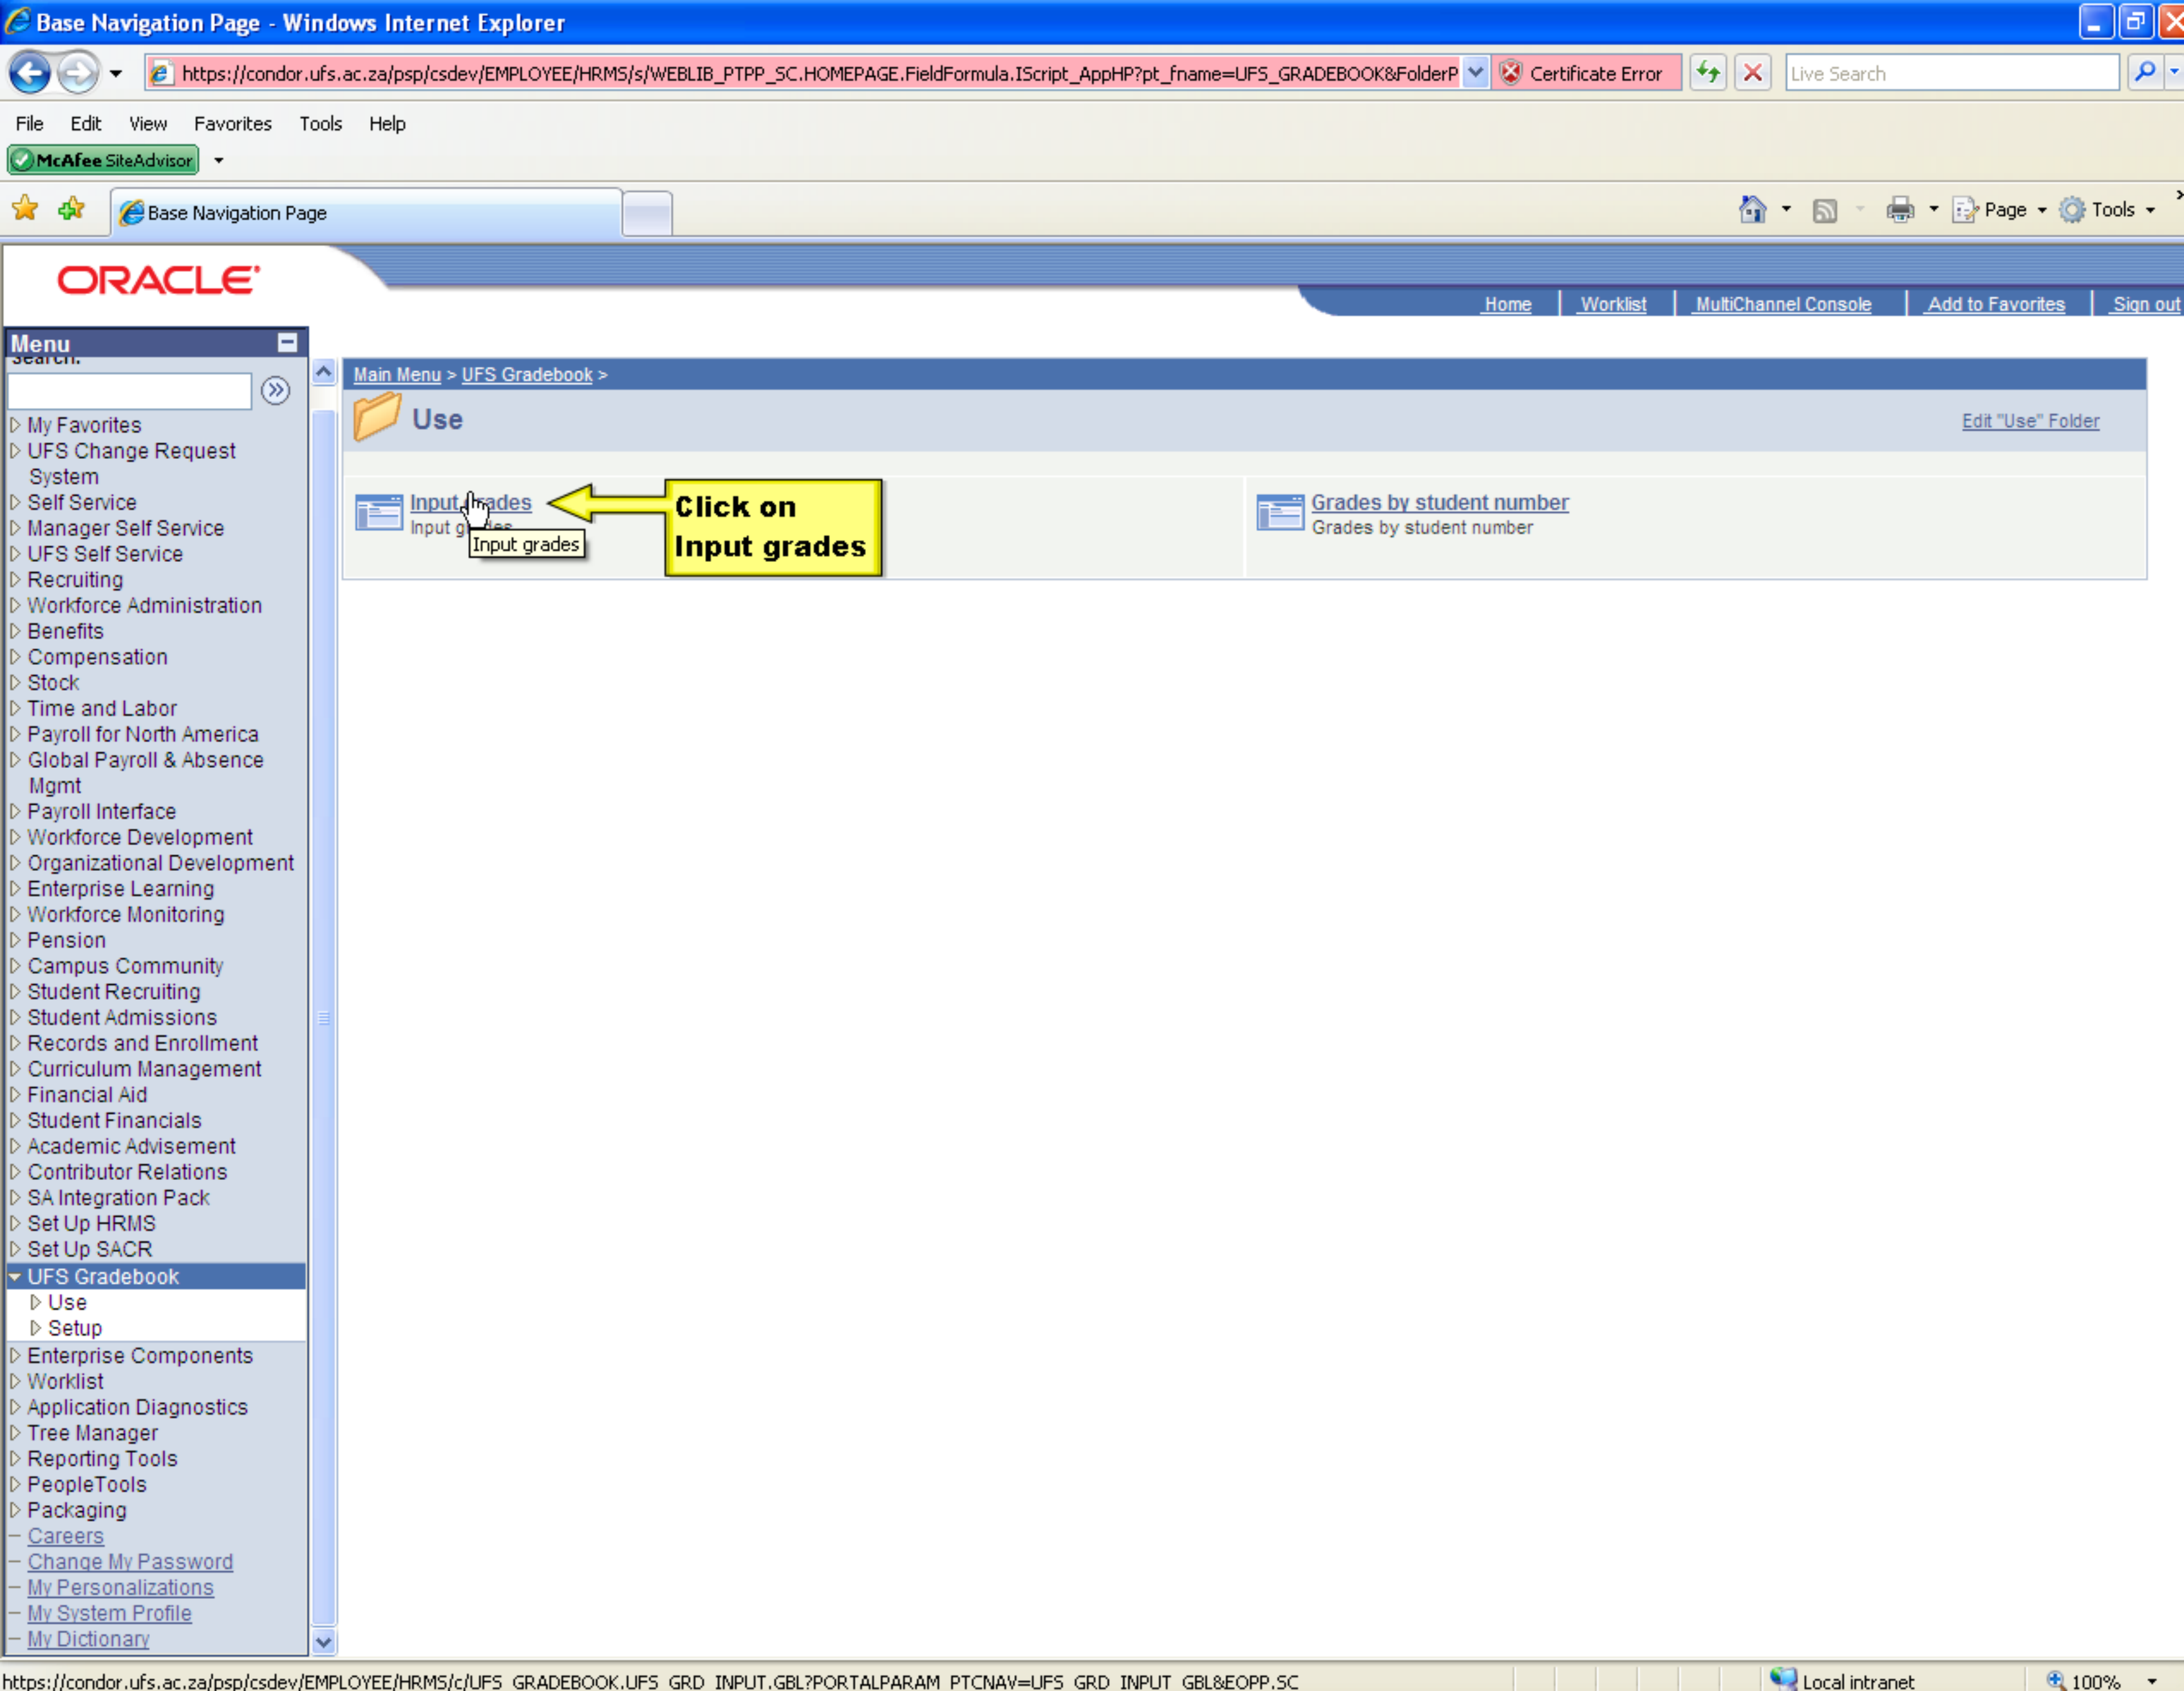 Base Navigation Page - Windows Internet Explorer
https://condor.ufs.ac.za/psp/csdev/EMPLOYEE/HRMS/s/WEBLIB_PTPP_SC.HOMEPAGE.FieldFormula.IScript_AppHP?pt_fname=UFS_GRADEBOOK&FolderP
Certificate Error
Live Search
File Edit View Favorites Tools Help
McAfee SiteAdvisor
Base Navigation Page
Page Tools
ORACLE
Home Worklist MultiChannel Console Add to Favorites Sign out
Menu
Search:
My Favorites
UFS Change Request
System
Self Service
Manager Self Service
UFS Self Service
Recruiting
Workforce Administration
Benefits
Compensation
Stock
Time and Labor
Payroll for North America
Global Payroll & Absence
Mgmt
Payroll Interface
Workforce Development
Organizational Development
Enterprise Learning
Workforce Monitoring
Pension
Campus Community
Student Recruiting
Student Admissions
Records and Enrollment
Curriculum Management
Financial Aid
Student Financials
Academic Advisement
Contributor Relations
SA Integration Pack
Set Up HRMS
Set Up SACR
UFS Gradebook
Use
Setup
Enterprise Components
Worklist
Application Diagnostics
Tree Manager
Reporting Tools
PeopleTools
Packaging
Careers
Change My Password
My Personalizations
My System Profile
My Dictionary
Main Menu > UFS Gradebook >
Use
Edit "Use" Folder
Input grades
Input grades
Input grades
Click on
Input grades
Grades by student number
Grades by student number
https://condor.ufs.ac.za/psp/csdev/EMPLOYEE/HRMS/c/UFS_GRADEBOOK.UFS_GRD_INPUT.GBL?PORTALPARAM_PTCNAV=UFS_GRD_INPUT_GBL&EOPP.SC
Local intranet
100%